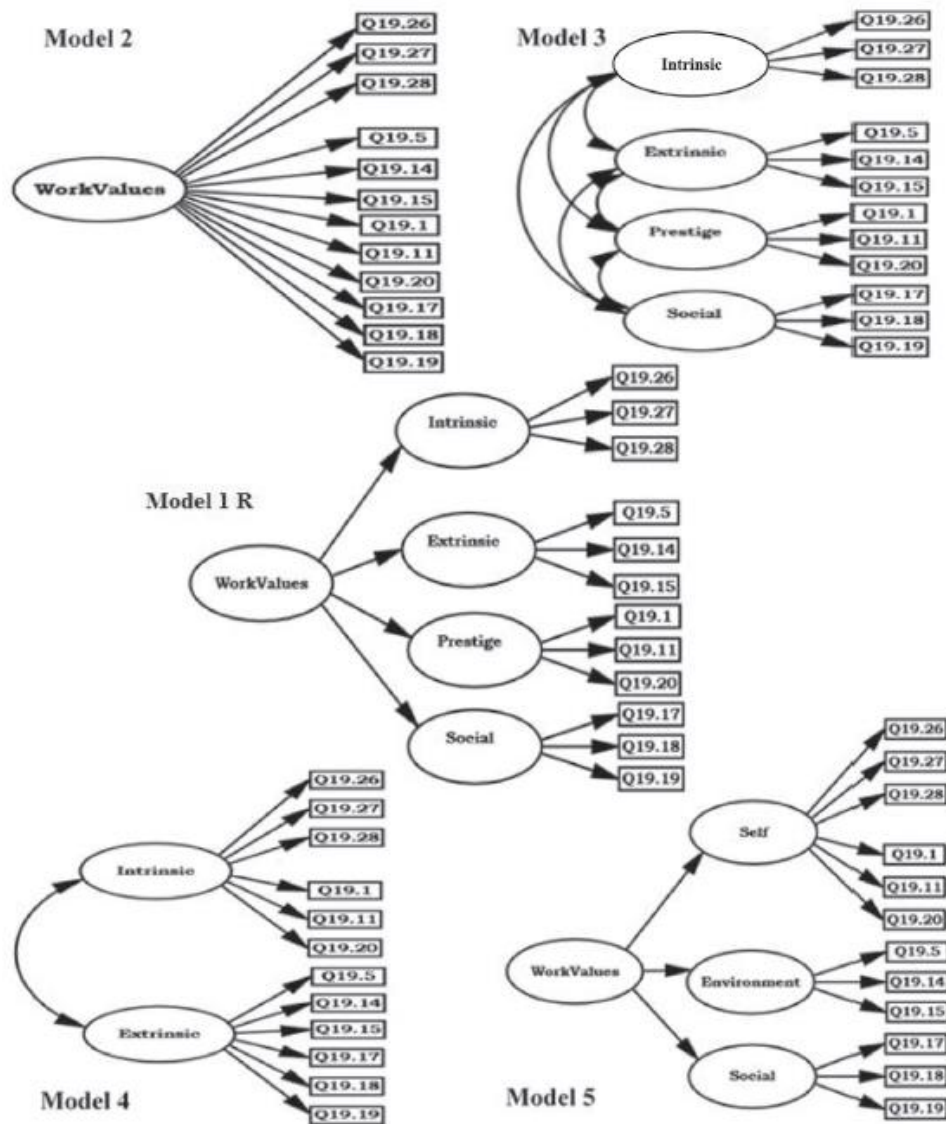 Model 2
WorkValues
Q19.26
Q19.27
Q19.28
Q19.5
Q19.14
Q19.15
Q19.1
Q19.11
Q19.20
Q19.17
Q19.18
Q19.19
Model 3
Intrinsic
Q19.26
Q19.27
Q19.28
Extrinsic
Q19.5
Q19.14
Q19.15
Prestige
Q19.1
Q19.11
Q19.20
Social
Q19.17
Q19.18
Q19.19
Model 1 R
WorkValues
Intrinsic
Q19.26
Q19.27
Q19.28
Extrinsic
Q19.5
Q19.14
Q19.15
Prestige
Q19.1
Q19.11
Q19.20
Social
Q19.17
Q19.18
Q19.19
Intrinsic
Q19.26
Q19.27
Q19.28
Q19.1
Q19.11
Q19.20
Extrinsic
Q19.5
Q19.14
Q19.15
Q19.17
Q19.18
Q19.19
Model 4
WorkValues
Self
Q19.26
Q19.27
Q19.28
Q19.1
Q19.11
Q19.20
Environment
Q19.5
Q19.14
Q19.15
Social
Q19.17
Q19.18
Q19.19
Model 5